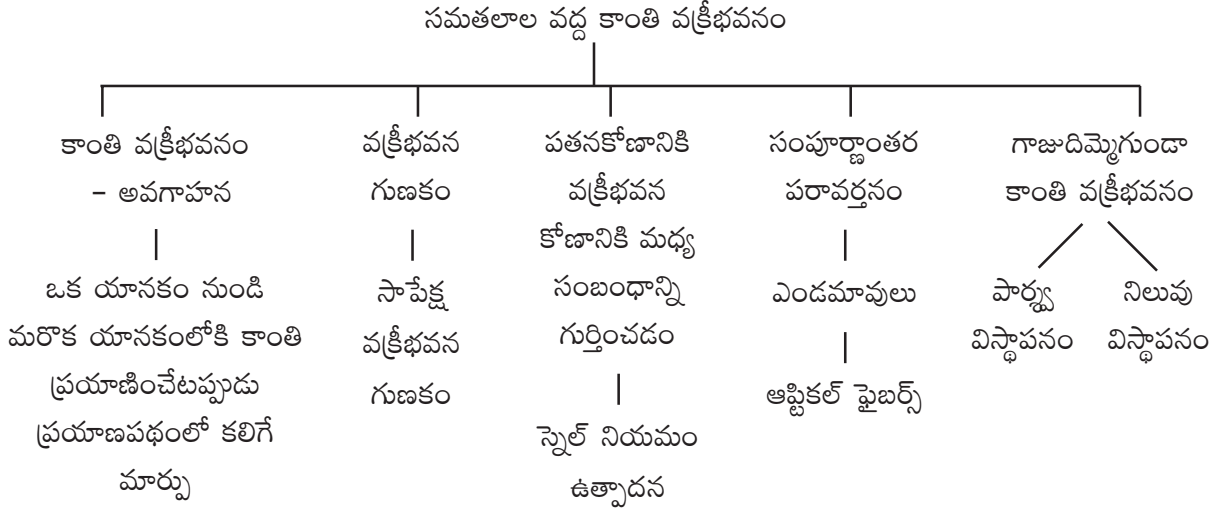 సమతలాల వద్ద కాంతి వక్రీభవనం
కాంతి వక్రీభవనం
– అవగాహన
ఒక యానకం నుండి
మరొక యానకంలోకి కాంతి
ప్రయాణించేటప్పుడు
ప్రయాణపథంలో కలిగే
మార్పు
వక్రీభవన
గుణకం
సాపేక్ష
వక్రీభవన
గుణకం
పతనకోణానికి
వక్రీభవన
కోణానికి మధ్య
సంబంధాన్ని
గుర్తించడం
స్నెల్ నియమం
ఉత్పాదన
సంపూర్ణాంతర
పరావర్తనం
ఎండమావులు
ఆప్టికల్ ఫైబర్స్
గాజుదిమ్మెగుండా
కాంతి వక్రీభవనం
పార్శ్వ
విస్థాపనం
నిలువు
విస్థాపనం